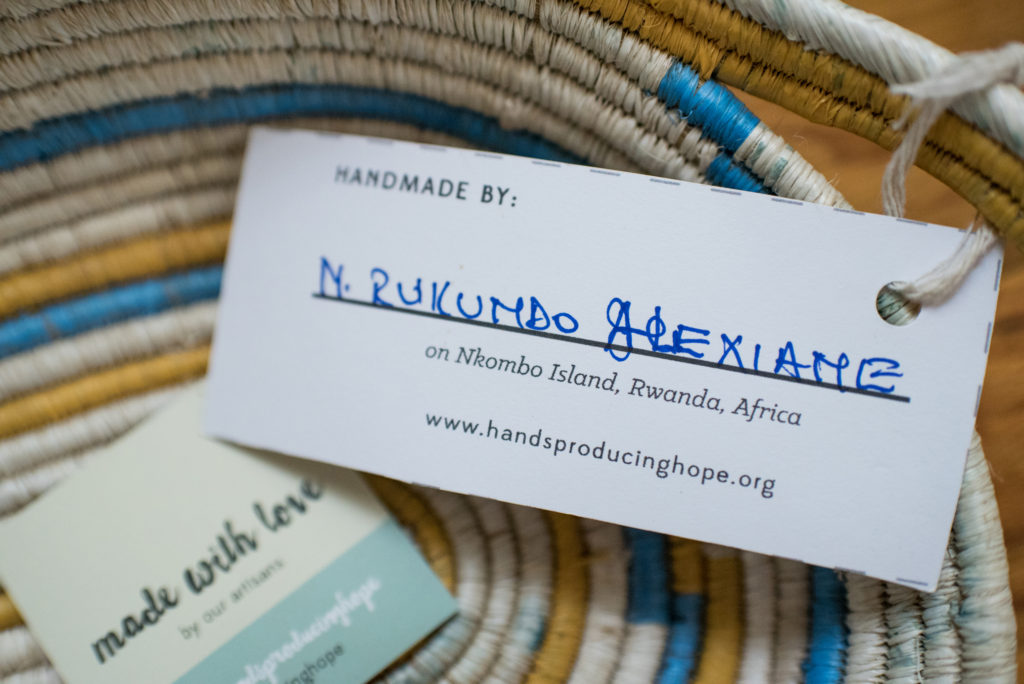 HANDMADE BY:
N. RUKUNDO ALEXIANE
on Nkombo Island, Rwanda, Africa
www.handsproducinghope.org
made with love
by our artisans